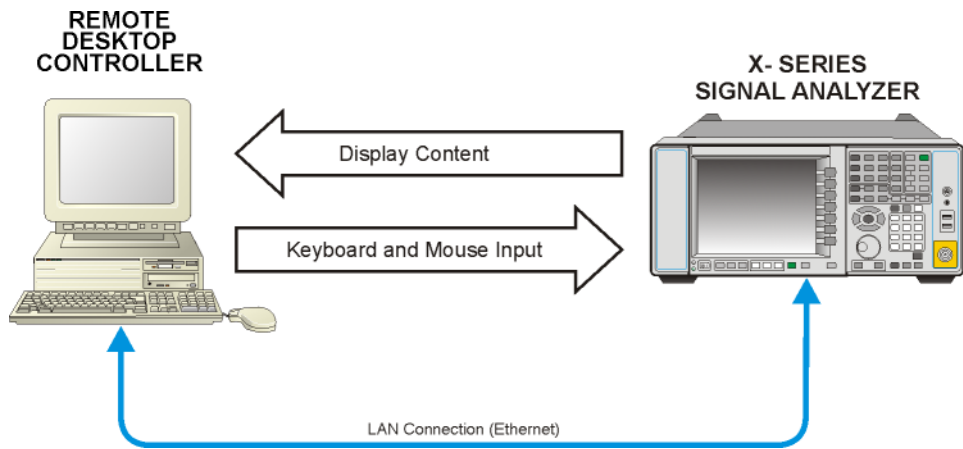 REMOTE
DESKTOP
CONTROLLER
X- SERIES
SIGNAL ANALYZER
Display Content
Keyboard and Mouse Input
LAN Connection (Ethernet)